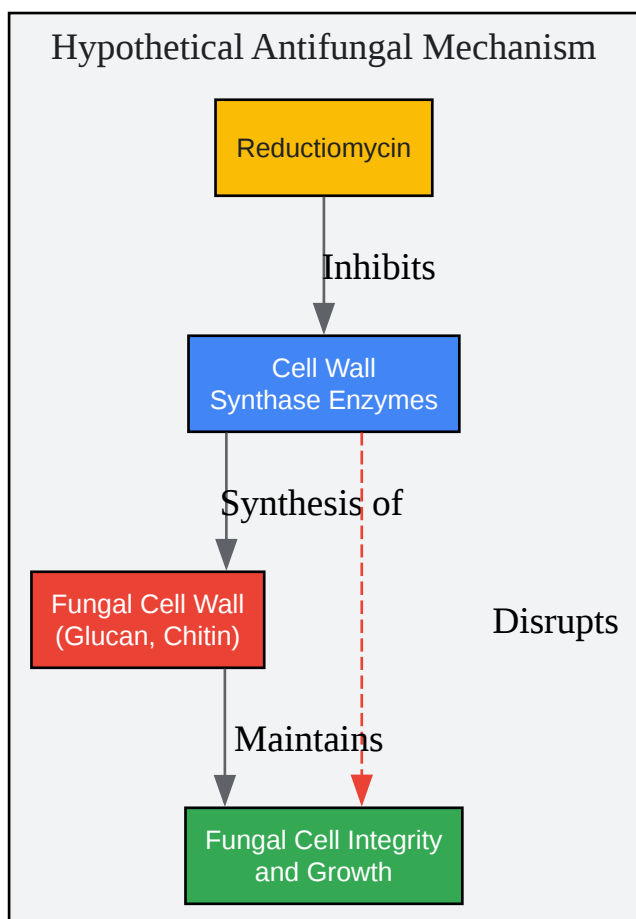 Hypothetical Antifungal Mechanism
Reductiomycin
Inhibits
Cell Wall
Synthase Enzymes
Synthesis of
Fungal Cell Wall
(Glucan, Chitin)
Disrupts
Maintains
Fungal Cell Integrity
and Growth